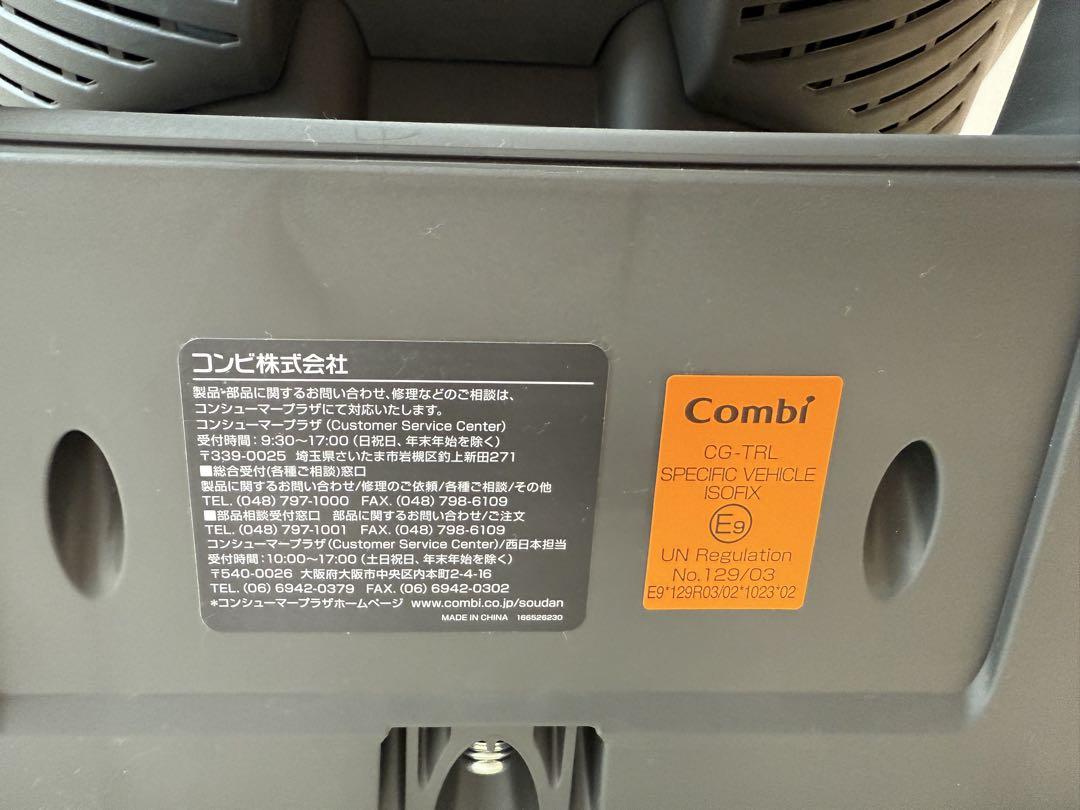 コンビ株式会社
製品・部品に関するお問い合わせ、修理などのご相談は、
コンシューマープラザにて対応いたします。
コンシューマープラザ(Customer Service Center)
受付時間:9:30〜17:00(日祝日、年末年始を除く)
〒339-0025 埼玉県さいたま市岩槻区釣上新田271
■総合受付(各種ご相談)窓口
製品に関するお問い合わせ/修理のご依頼/各種ご相談/その他
TEL.(048)797-1000 FAX.(048)798-6109
■部品相談受付窓口 部品に関するお問い合わせ/ご注文
TEL.(048)797-1001 FAX.(048)798-6109
コンシューマープラザ(Customer Service Center)/西日本担当
受付時間:10:00〜17:00(土日祝日、年末年始を除く)
〒540-0026 大阪府大阪市中央区内本町2-4-16
TEL.(06)6942-0379 FAX.(06)6942-0302
*コンシューマープラザホームページ www.combi.co.jp/soudan
MADE IN CHINA 166526230
Combi
CG-TRL
SPECIFIC VEHICLE
ISOFIX
E9
UN Regulation
No.129/03
E9*129R03/02*1023*02